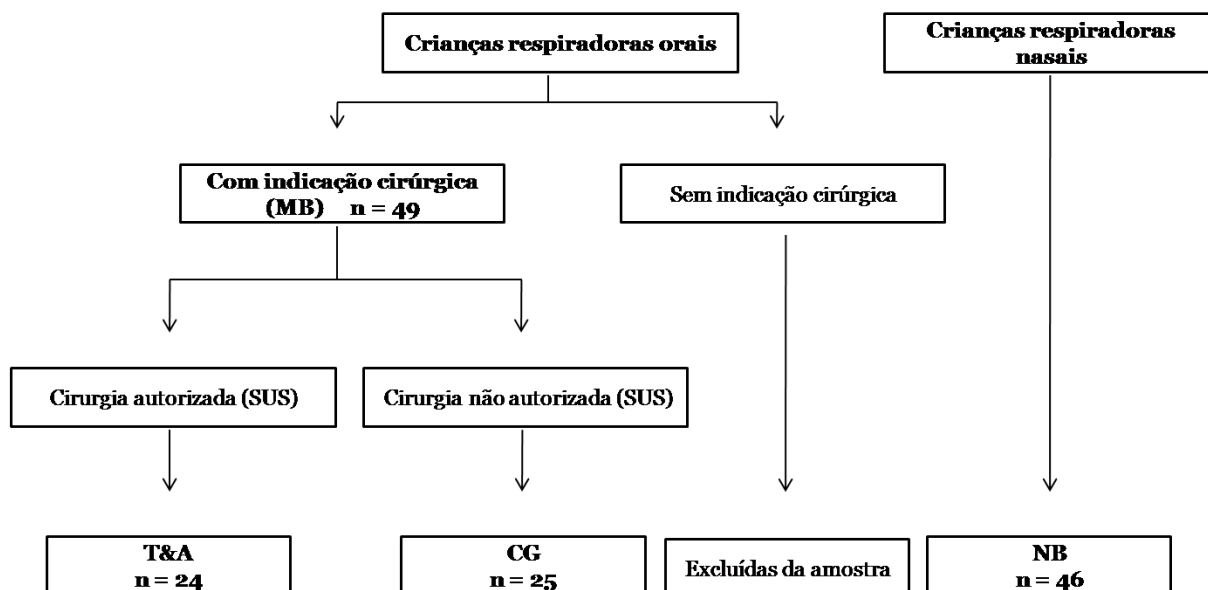 Crianças respiradoras orais
Crianças respiradoras
nasais
Com indicação cirúrgica
(MB) n = 49
Sem indicação cirúrgica
Cirurgia autorizada (SUS)
Cirurgia não autorizada (SUS)
T&A
n = 24
CG
n = 25
Excluídas da amostra
NB
n = 46